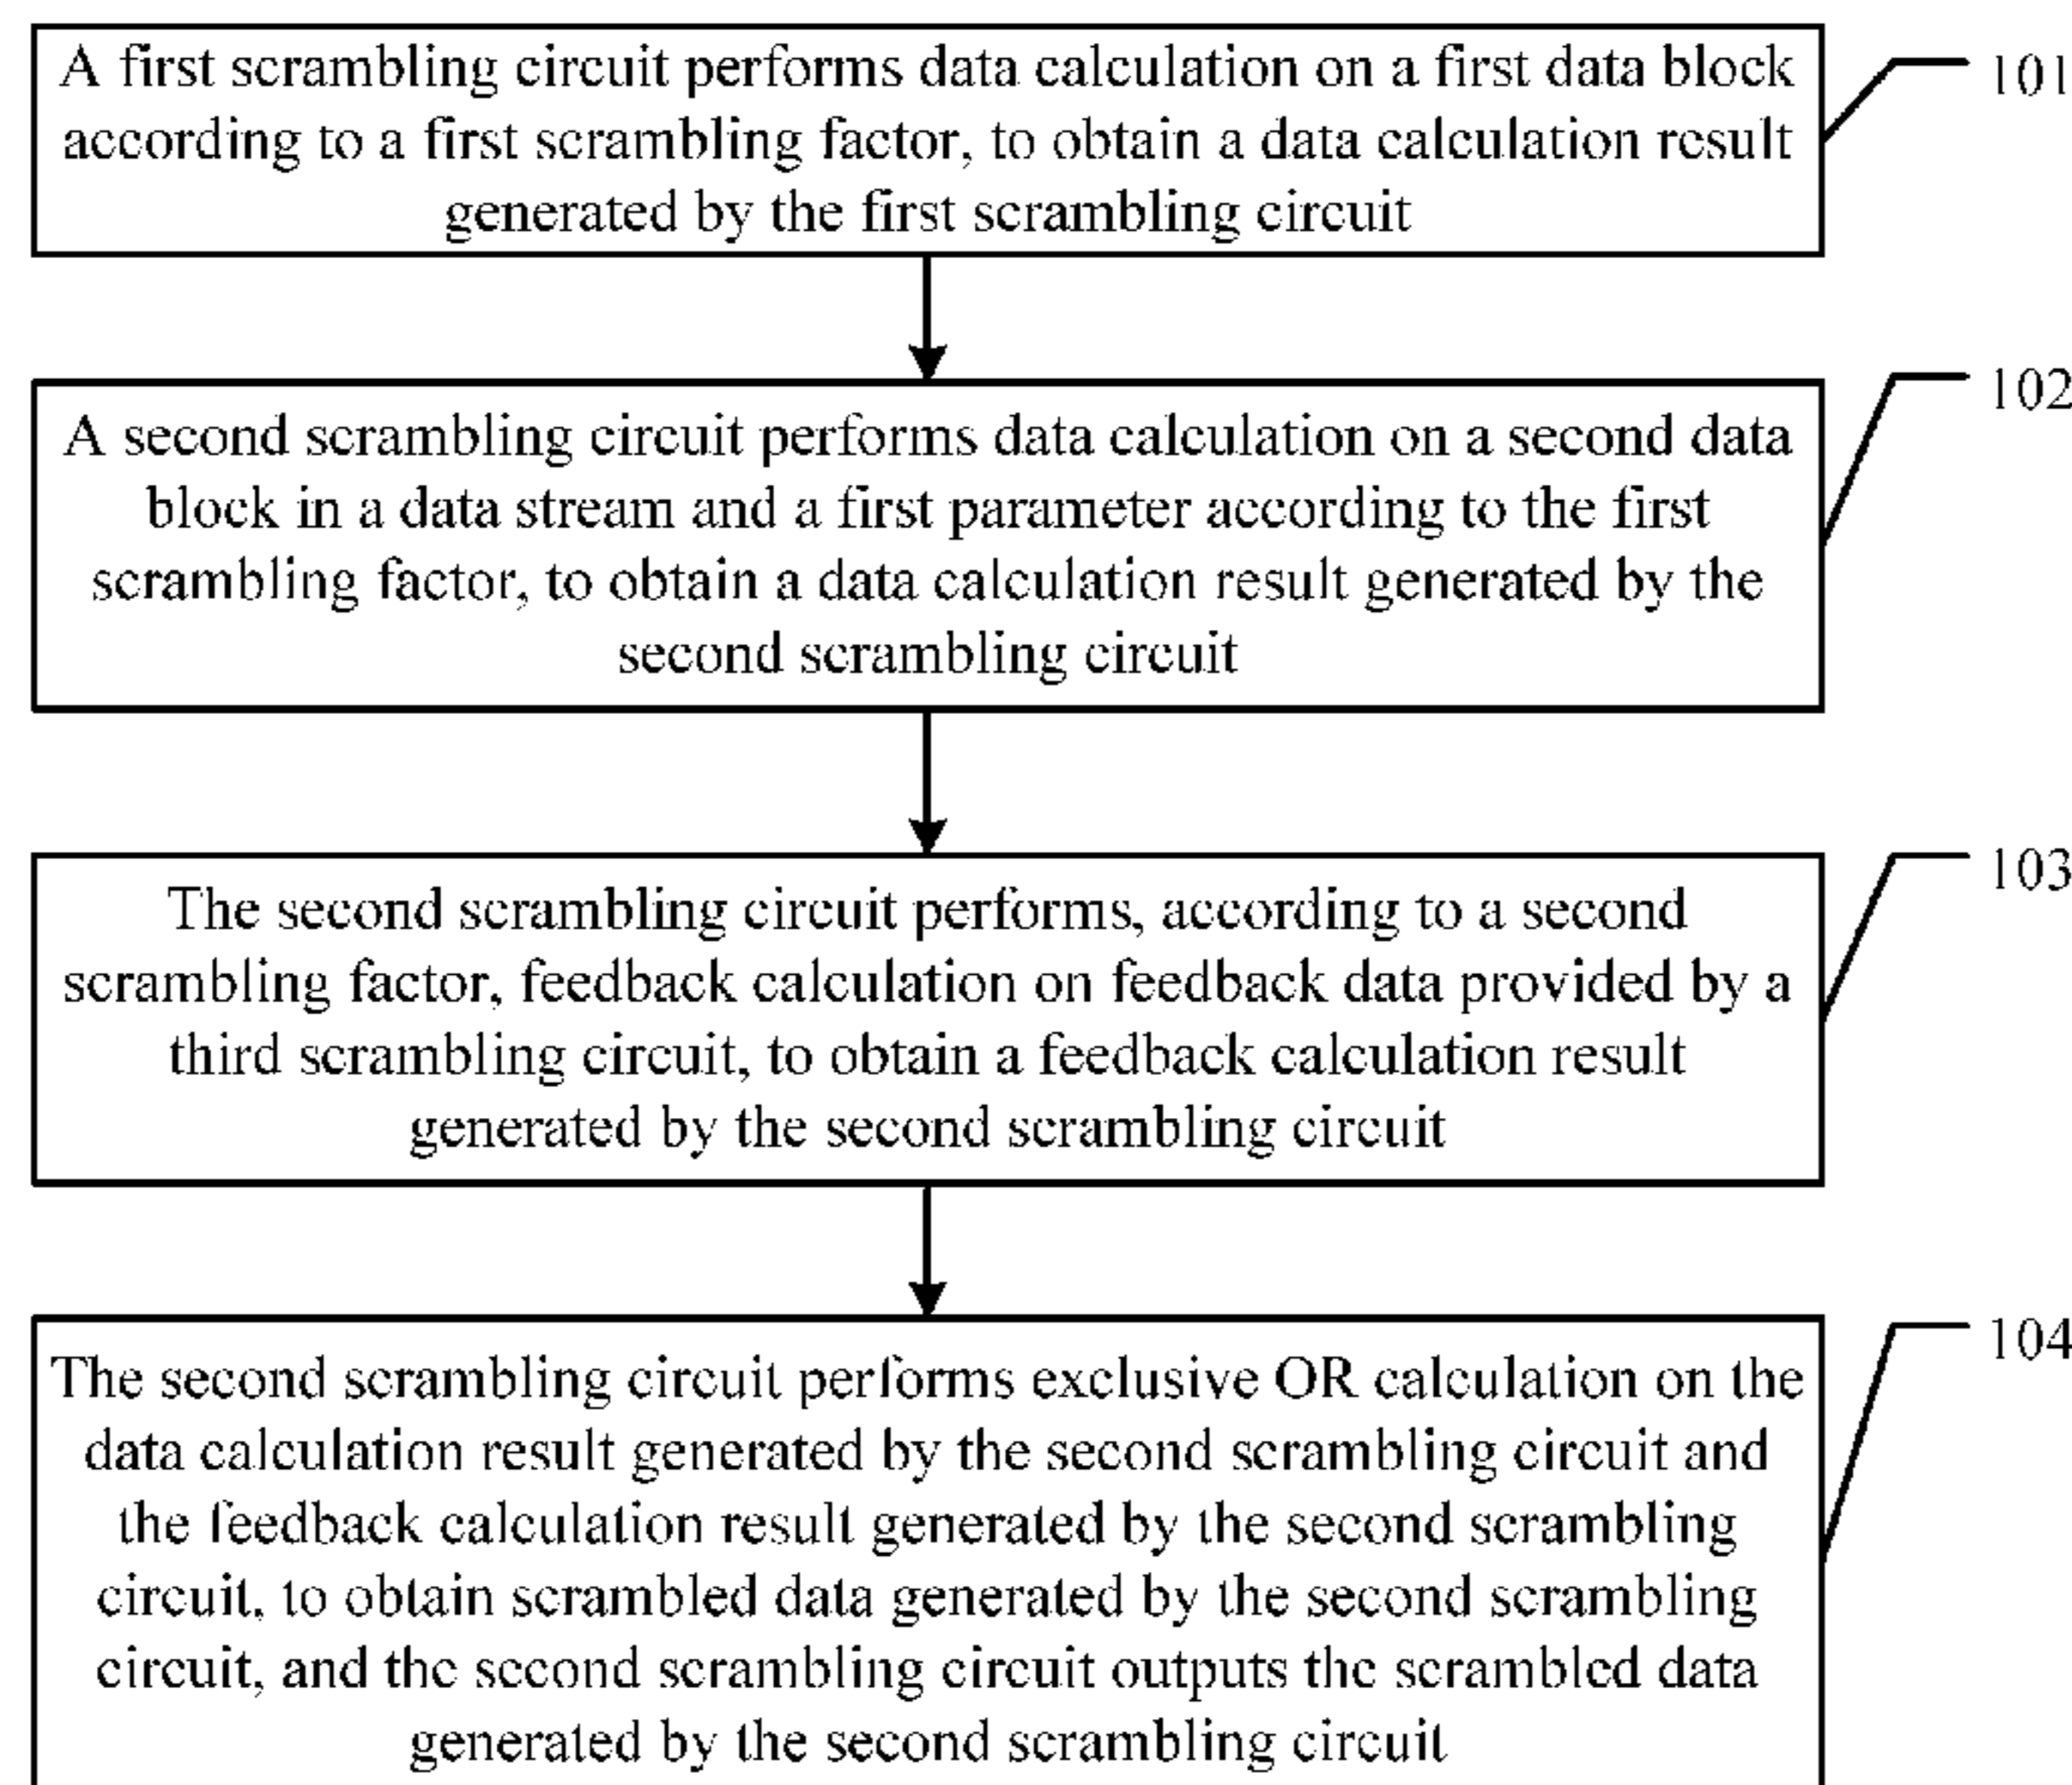 A first scrambling circuit performs data calculation on a first data block
according to a first scrambling factor, to obtain a data calculation result
generated by the first scrambling circuit
101
A second scrambling circuit performs data calculation on a second data
block in a data stream and a first parameter according to the first
scrambling factor, to obtain a data calculation result generated by the
second scrambling circuit
102
The second scrambling circuit performs, according to a second
scrambling factor, feedback calculation on feedback data provided by a
third scrambling circuit, to obtain a feedback calculation result
generated by the second scrambling circuit
103
The second scrambling circuit performs exclusive OR calculation on the
data calculation result generated by the second scrambling circuit and
the feedback calculation result generated by the second scrambling
circuit, to obtain scrambled data generated by the second scrambling
circuit, and the second scrambling circuit outputs the scrambled data
generated by the second scrambling circuit
104